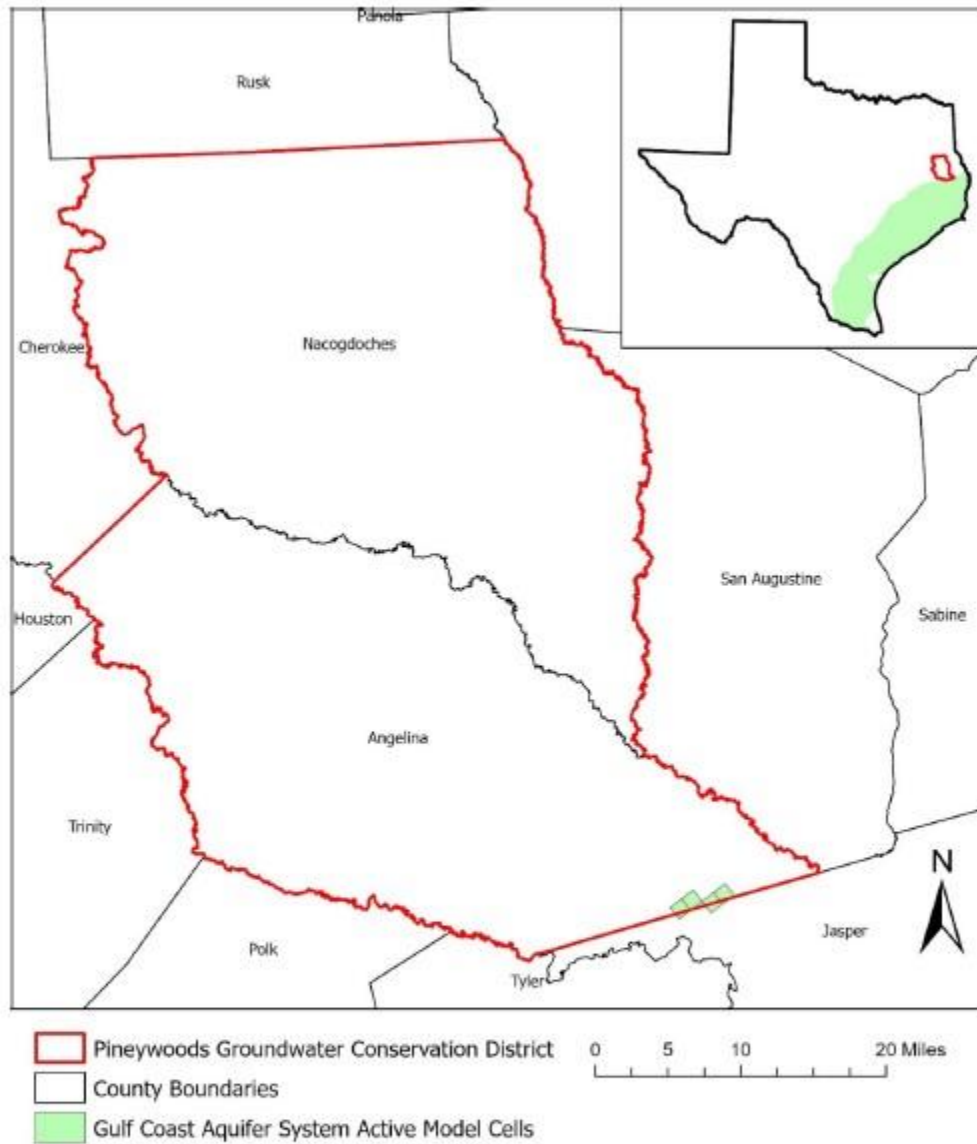 Panola
Rusk
Cherokee
Nacogdoches
San Augustine
Sabine
Houston
Angelina
Trinity
N
Jasper
Polk
Tyler
Pineywoods Groundwater Conservation District
0 5 10 20 Miles
County Boundaries
Gulf Coast Aquifer System Active Model Cells